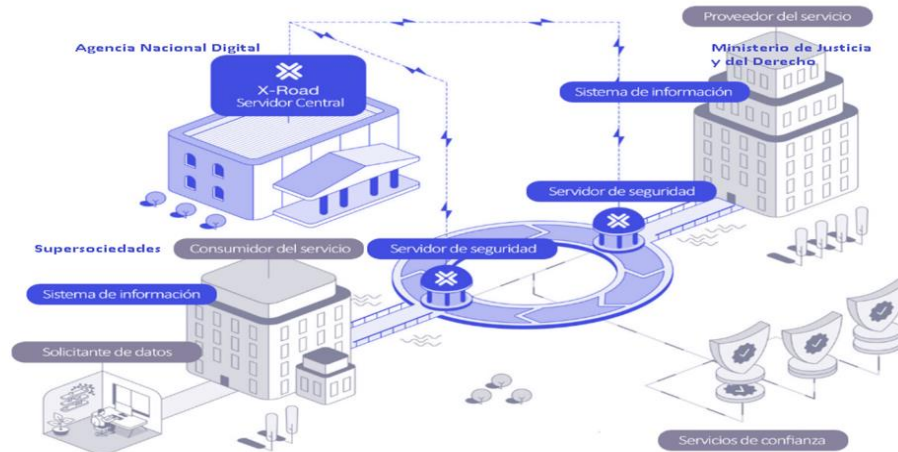 Proveedor del servicio
Agencia Nacional Digital
Ministerio de Justicia
y del Derecho
X-Road
Servidor Central
Sistema de información
Servidor de seguridad
Supersociedades
Consumidor del servicio
Servidor de seguridad
Sistema de información
Solicitante de datos
Servicios de confianza